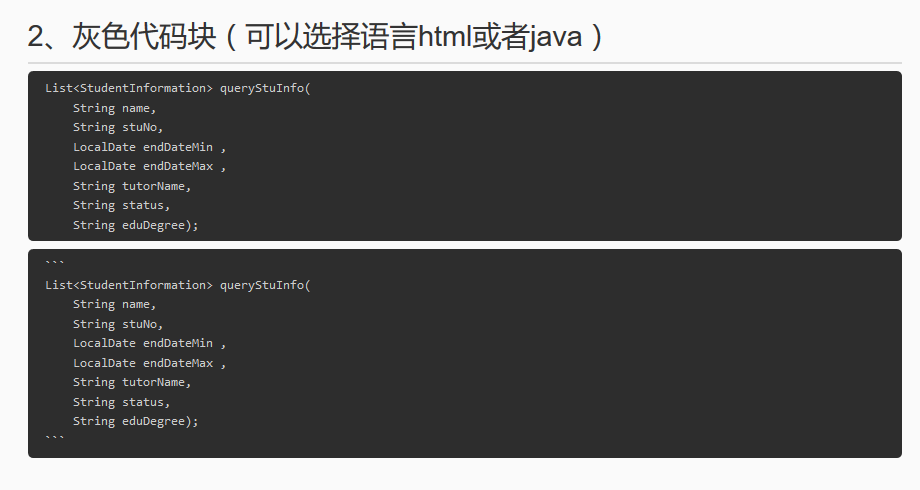 2、灰色代码块（可以选择语言html或者java）
List<StudentInformation> queryStuInfo(
    String name,
    String stuNo,
    LocalDate endDateMin ,
    LocalDate endDateMax ,
    String tutorName,
    String status,
    String eduDegree);
```
List<StudentInformation> queryStuInfo(
    String name,
    String stuNo,
    LocalDate endDateMin ,
    LocalDate endDateMax ,
    String tutorName,
    String status,
    String eduDegree);
```